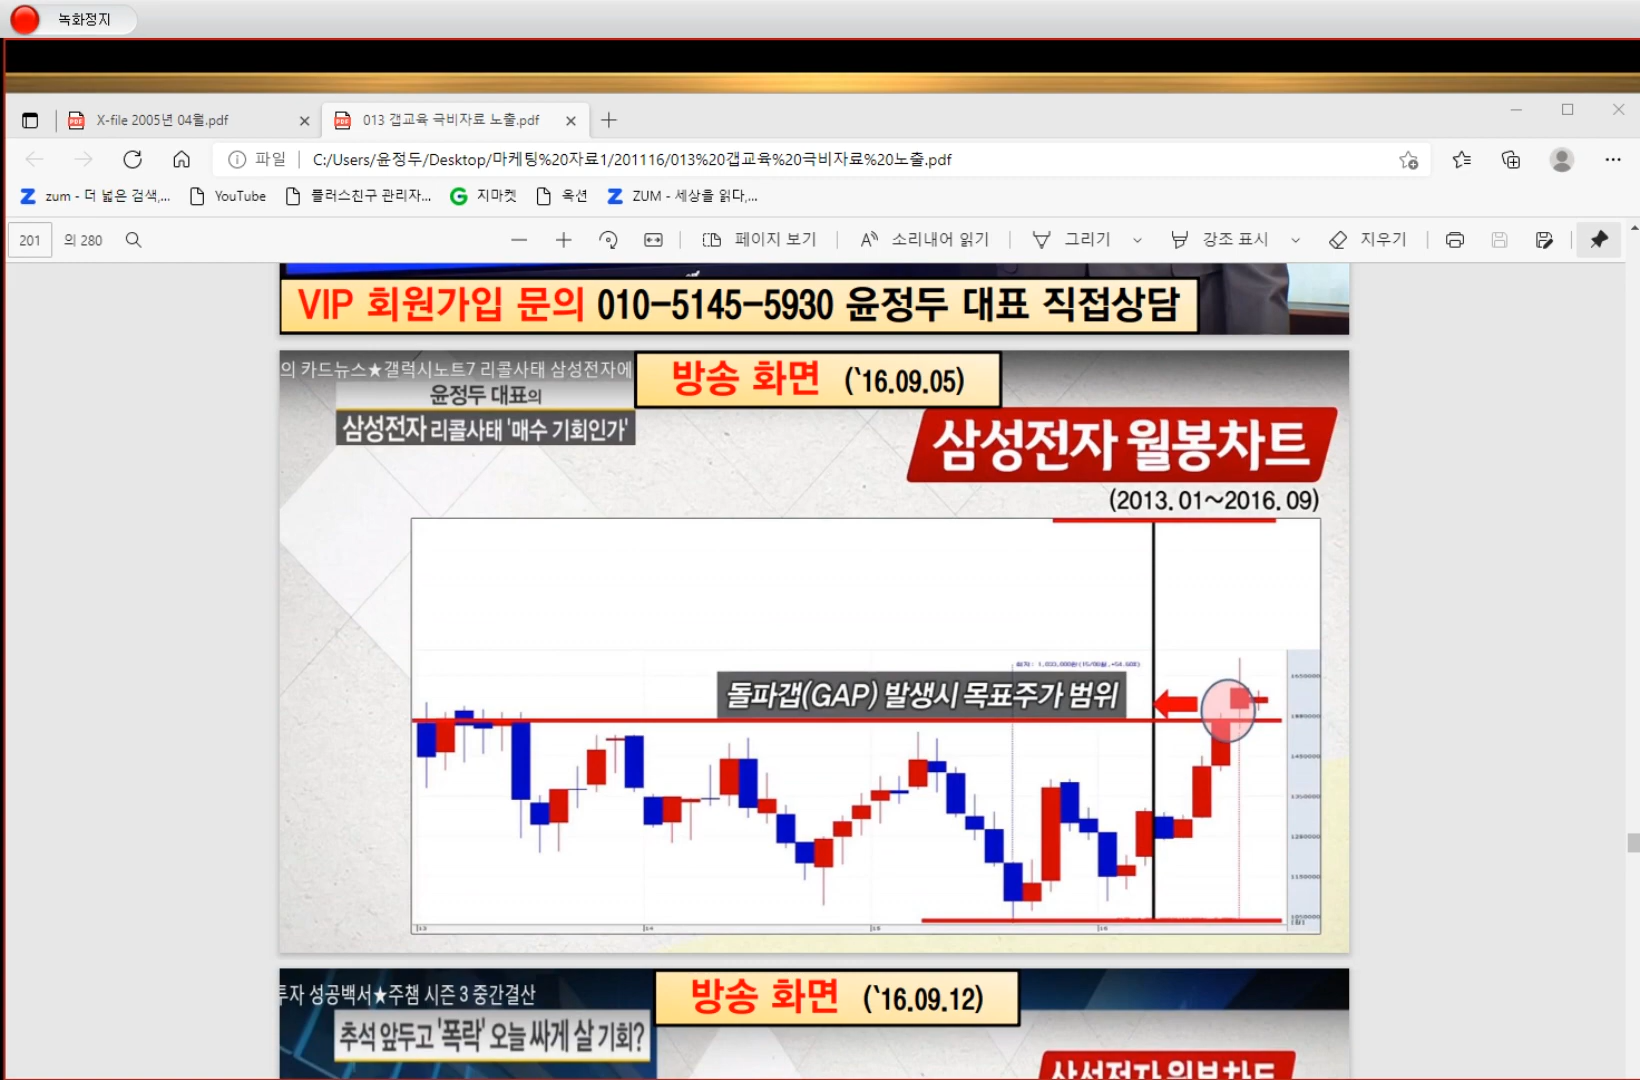 녹화정지
X-file 2005년 04월.pdf
013 갭교육 극비자료 노출.pdf
파일
C:/Users/윤정두/Desktop/마케팅%20자료1/201116/013%20갭교육%20극비자료%20노출.pdf
zum - 더 넓은 검색,...
YouTube
플러스친구 관리자...
지마켓
옥션
ZUM - 세상을 읽다,...
201 의 280
페이지 보기
소리내어 읽기
그리기
강조 표시
지우기
VIP 회원가입 문의 010-5145-5930 윤정두 대표 직접상담
의 카드뉴스★갤럭시노트7 리콜사태 삼성전자에
방송 화면 (`16.09.05)
윤정두 대표의
삼성전자 리콜사태 '매수 기회인가'
삼성전자 월봉차트
(2013. 01~2016. 09)
돌파갭(GAP) 발생시 목표주가 범위
13
14
15
16
투자 성공백서★주챔 시즌 3 중간결산
방송 화면 (`16.09.12)
추석 앞두고 '폭락' 오늘 싸게 살 기회?
삼성전자 월봉차트